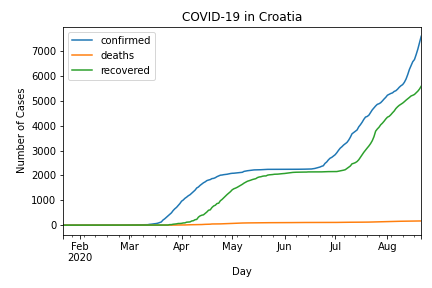 COVID-19 in Croatia
confirmed
deaths
recovered
Number of Cases
7000
6000
5000
4000
3000
2000
1000
0
Feb Mar Apr May Jun Jul Aug
2020
Day